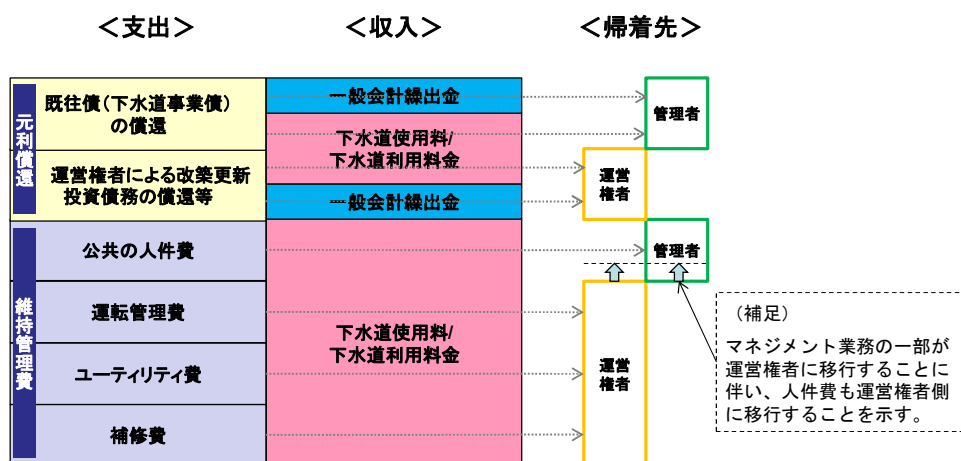 ＜支出＞
＜収入＞
＜帰着先＞
元利償還
既往債（下水道事業債）
の償還
一般会計繰出金
管理者
下水道使用料/
下水道利用料金
運営権者による改築更新
投資債務の償還等
運営
権者
一般会計繰出金
維持管理費
公共の人件費
管理者
運転管理費
下水道使用料/
下水道利用料金
ユーティリティ費
運営
権者
補修費
（補足）
マネジメント業務の一部が
運営権者に移行することに
伴い、人件費も運営権者側
に移行することを示す。